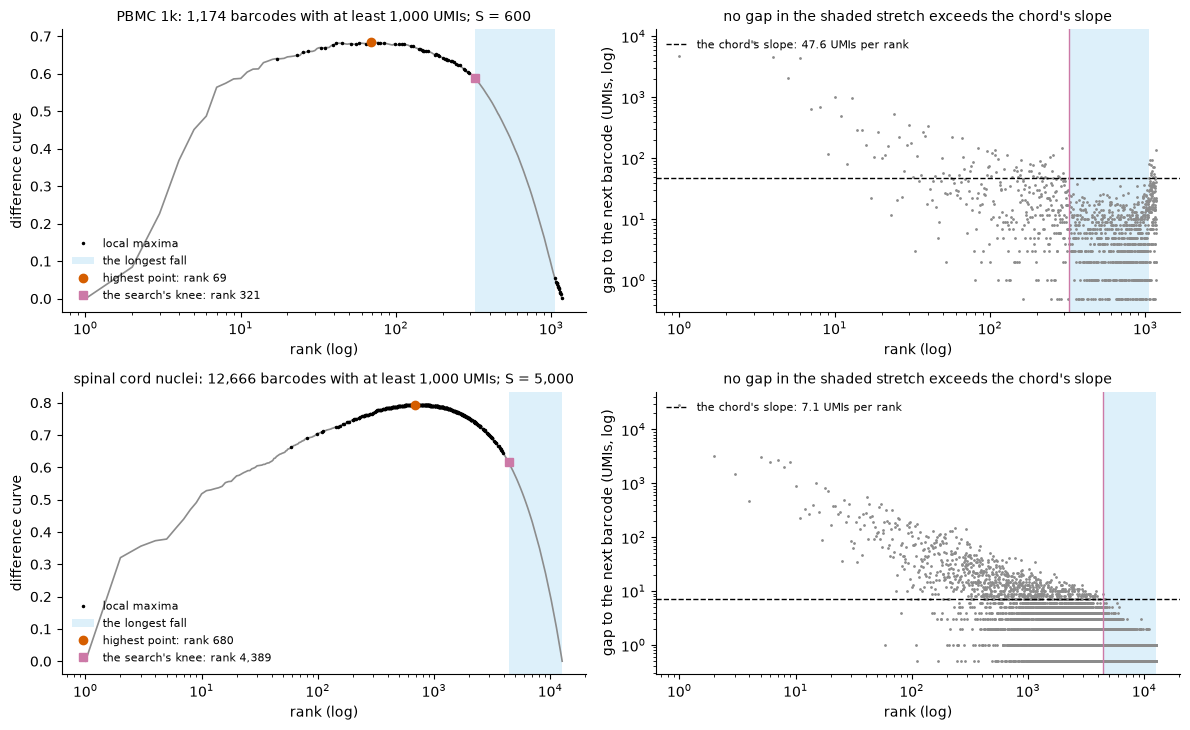 PBMC 1k: 1,174 barcodes with at least 1,000 UMIs; S = 600
difference curve
0.7
0.6
0.5
0.4
0.3
0.2
0.1
0.0
local maxima
the longest fall
highest point: rank 69
the search's knee: rank 321
10⁰
10¹
10²
10³
rank (log)
no gap in the shaded stretch exceeds the chord's slope
gap to the next barcode (UMIs, log)
10⁴
10³
10²
10¹
10⁰
the chord's slope: 47.6 UMIs per rank
10⁰
10¹
10²
10³
rank (log)
spinal cord nuclei: 12,666 barcodes with at least 1,000 UMIs; S = 5,000
difference curve
0.8
0.7
0.6
0.5
0.4
0.3
0.2
0.1
0.0
local maxima
the longest fall
highest point: rank 680
the search's knee: rank 4,389
10⁰
10¹
10²
10³
10⁴
rank (log)
no gap in the shaded stretch exceeds the chord's slope
gap to the next barcode (UMIs, log)
10⁴
10³
10²
10¹
10⁰
the chord's slope: 7.1 UMIs per rank
10⁰
10¹
10²
10³
10⁴
rank (log)